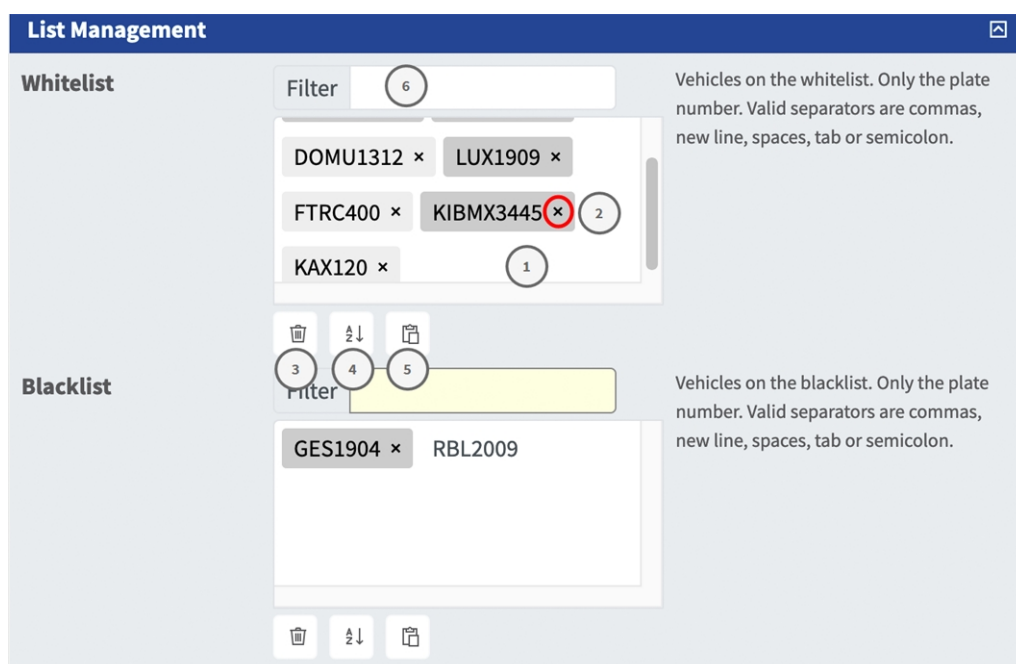 List Management
Whitelist
Filter
6
Vehicles on the whitelist. Only the plate
number. Valid separators are commas,
new line, spaces, tab or semicolon.
DOMU1312 × LUX1909 ×
FTRC400 × KIBMX3445 × 2
KAX120 × 1
3 4 5
Blacklist
Filter
Vehicles on the blacklist. Only the plate
number. Valid separators are commas,
new line, spaces, tab or semicolon.
GES1904 × RBL2009